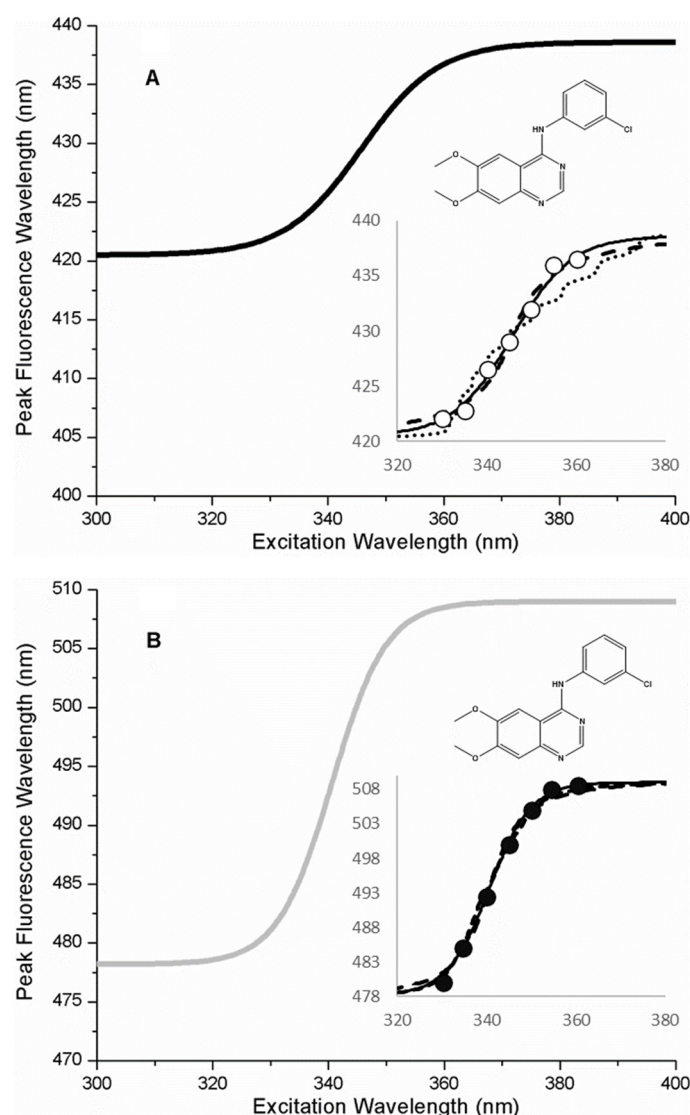 440
435
430
425
420
415
410
405
400
Peak Fluorescence Wavelength (nm)
A
HN
Cl
O
N
O
N
440
435
430
425
420
320 340 360 380
300 320 340 360 380 400
Excitation Wavelength (nm)
510
505
500
495
490
485
480
475
470
Peak Fluorescence Wavelength (nm)
B
HN
Cl
O
N
O
N
508
503
498
493
488
483
478
320 340 360 380
300 320 340 360 380 400
Excitation Wavelength (nm)